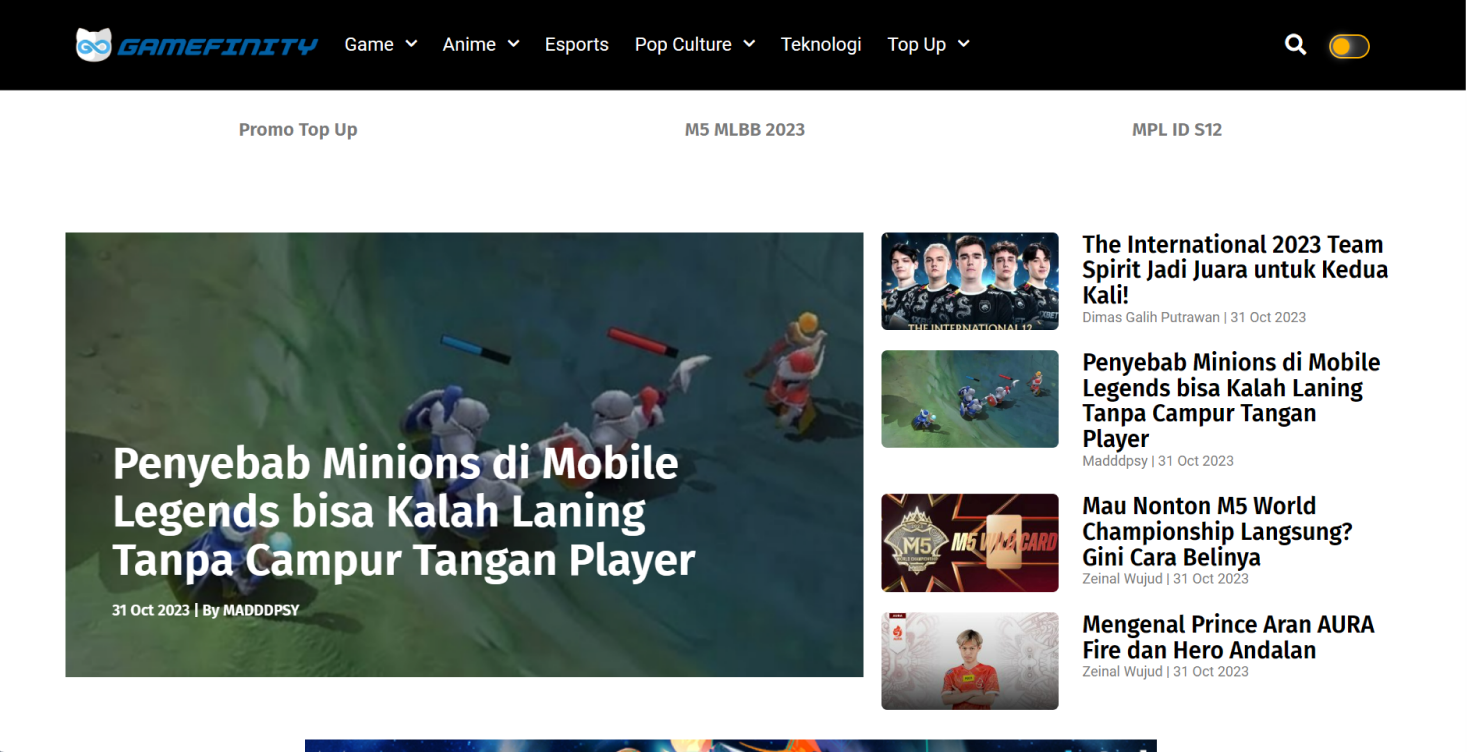 GAMEFINITY Game Anime Esports Pop Culture Teknologi Top Up
Promo Top Up M5 MLBB 2023 MPL ID S12
Penyebab Minions di Mobile
Legends bisa Kalah Laning
Tanpa Campur Tangan Player
31 Oct 2023 | By MADDDPSY
THE INTERNATIONAL 12
The International 2023 Team
Spirit Jadi Juara untuk Kedua
Kali!
Dimas Galih Putrawan | 31 Oct 2023
Penyebab Minions di Mobile
Legends bisa Kalah Laning
Tanpa Campur Tangan
Player
Madddpsy | 31 Oct 2023
M5
M5 WILDCARD
Mau Nonton M5 World
Championship Langsung?
Gini Cara Belinya
Zeinal Wujud | 31 Oct 2023
Mengenal Prince Aran AURA
Fire dan Hero Andalan
Zeinal Wujud | 31 Oct 2023